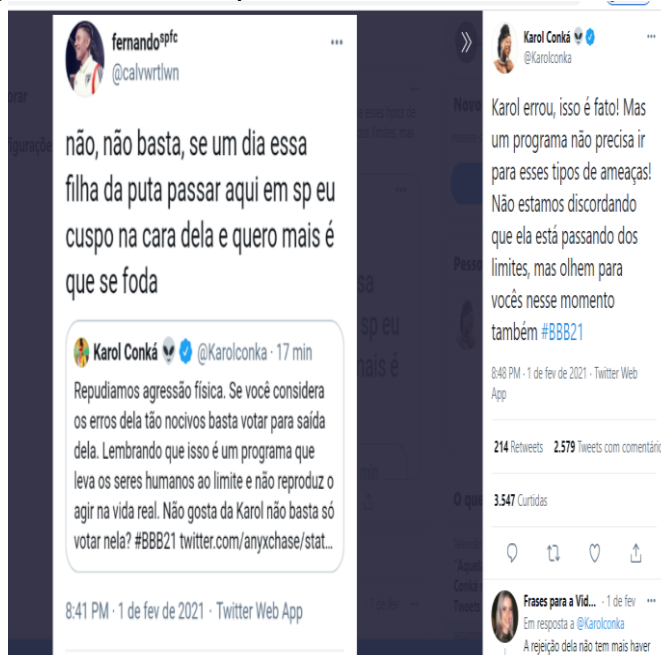 fernandospfc
@calvwrtlwn
não, não basta, se um dia essa
filha da puta passar aqui em sp eu
cuspo na cara dela e quero mais é
que se foda
Karol Conká @Karolconka · 17 min
Repudiamos agressão física. Se você considera
os erros dela tão nocivos basta votar para saída
dela. Lembrando que isso é um programa que
leva os seres humanos ao limite e não reproduz o
agir na vida real. Não gosta da Karol não basta só
votar nela? #BBB21 twitter.com/anyxchase/stat...
8:41 PM · 1 de fev de 2021 · Twitter Web App
Karol Conká
@Karolconka
Karol errou, isso é fato! Mas
um programa não precisa ir
para esses tipos de ameaças!
Não estamos discordando
que ela está passando dos
limites, mas olhem para
vocês nesse momento
também #BBB21
8:48 PM · 1 de fev de 2021 · Twitter Web
App
214 Retweets 2.579 Tweets com comentário
3.547 Curtidas
Frases para a Vid... · 1 de fev
Em resposta a @Karolconka
A rejeição dela não tem mais haver